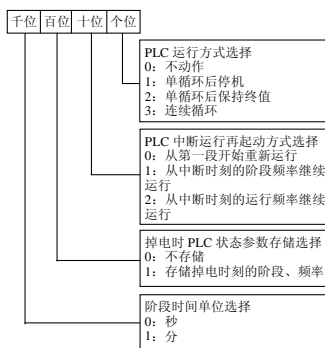 千位 百位 十位 个位
PLC 运行方式选择
0：不动作
1：单循环后停机
2：单循环后保持终值
3：连续循环
PLC 中断运行再起动方式选择
0：从第一段开始重新运行
1：从中断时刻的阶段频率继续
运行
2：从中断时刻的运行频率继续
运行
掉电时 PLC 状态参数存储选择
0：不存储
1：存储掉电时刻的阶段、频率
阶段时间单位选择
0：秒
1：分